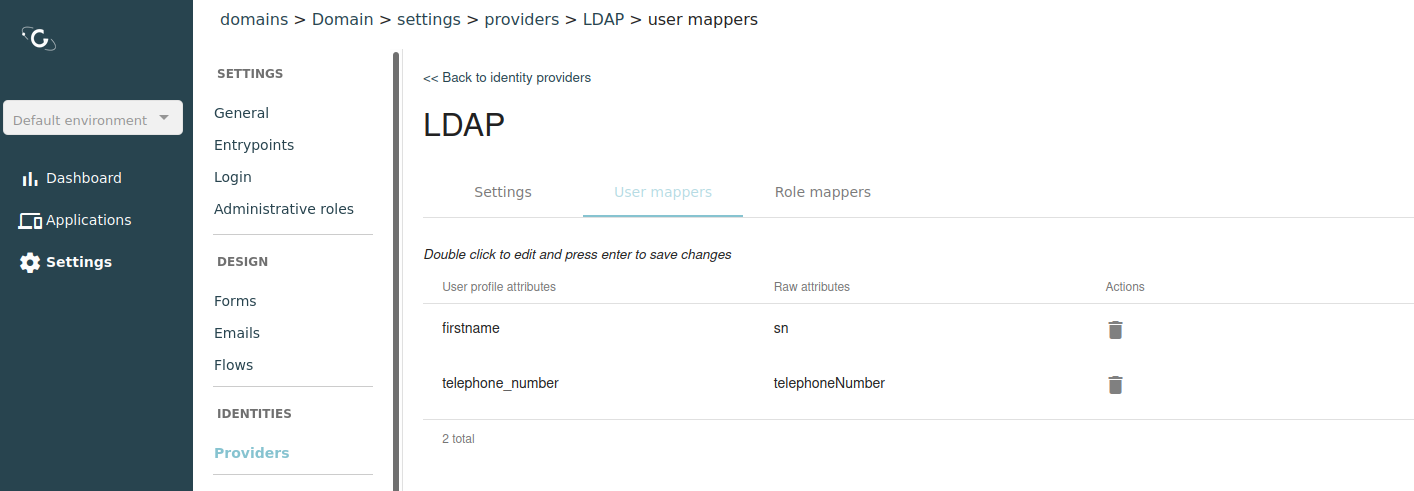 domains > Domain > settings > providers > LDAP > user mappers
Default environment
Dashboard
Applications
Settings
SETTINGS
General
Entrypoints
Login
Administrative roles
DESIGN
Forms
Emails
Flows
IDENTITIES
Providers
<< Back to identity providers
LDAP
Settings User mappers Role mappers
Double click to edit and press enter to save changes
User profile attributes Raw attributes Actions
firstname sn
telephone_number telephoneNumber
2 total